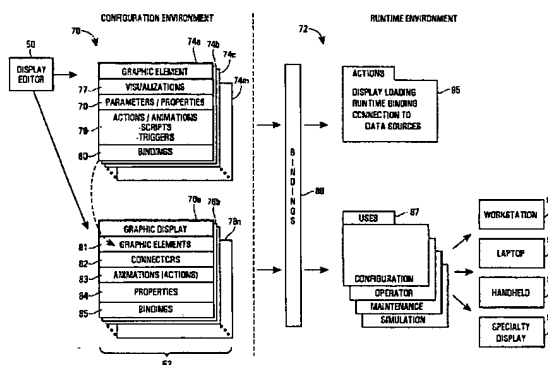 CONFIGURATION ENVIRONMENT
RUNTIME ENVIRONMENT
70
72
50
DISPLAY
EDITOR
74a
74b
74c
74m
GRAPHIC ELEMENT
77
VISUALIZATIONS
PARAMETERS / PROPERTIES
79
ACTIONS / ANIMATIONS
-SCRIPTS
-TRIGGERS
80
BINDINGS
76a
76b
76n
GRAPHIC DISPLAY
81
GRAPHIC ELEMENTS
82
CONNECTORS
83
ANIMATIONS (ACTIONS)
84
PROPERTIES
85
BINDINGS
BINDINGS
ACTIONS
DISPLAY LOADING
RUNTIME BINDING
CONNECTION TO
DATA SOURCES
USES
87
CONFIGURATION
OPERATOR
MAINTENANCE
SIMULATION
WORKSTATION
LAPTOP
HANDHELD
SPECIALTY
DISPLAY